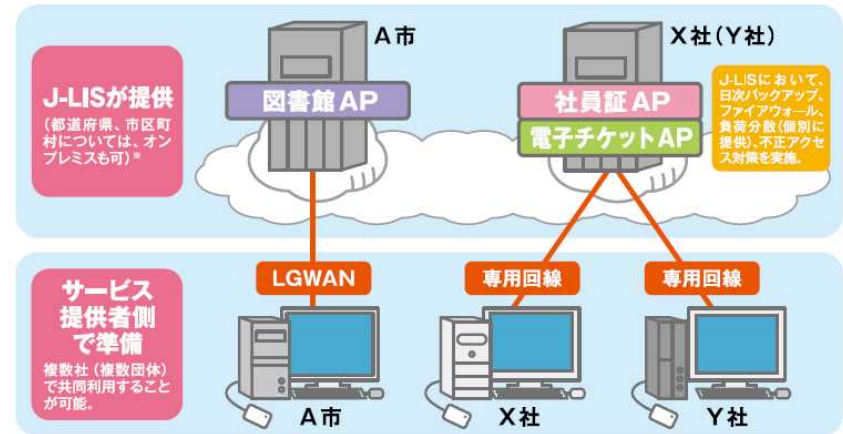 A市
X社(Y社)
J-LISが提供
(都道府県、市区町
村については、オン
プレミスも可)※
図書館AP
社員証AP
電子チケットAP
J-LISにおいて、
日次バックアップ、
ファイアウォール、
負荷分散(個別に
提供)、不正アクセ
ス対策を実施。
サービス
提供者側
で準備
複数社(複数団体)
で共同利用すること
が可能。
LGWAN
専用回線
専用回線
A市
X社
Y社